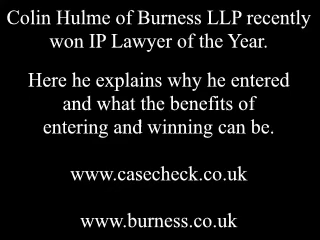 Colin Hulme of Burness LLP recently
won IP Lawyer of the Year.
Here he explains why he entered
and what the benefits of
entering and winning can be.
www.casecheck.co.uk
www.burness.co.uk